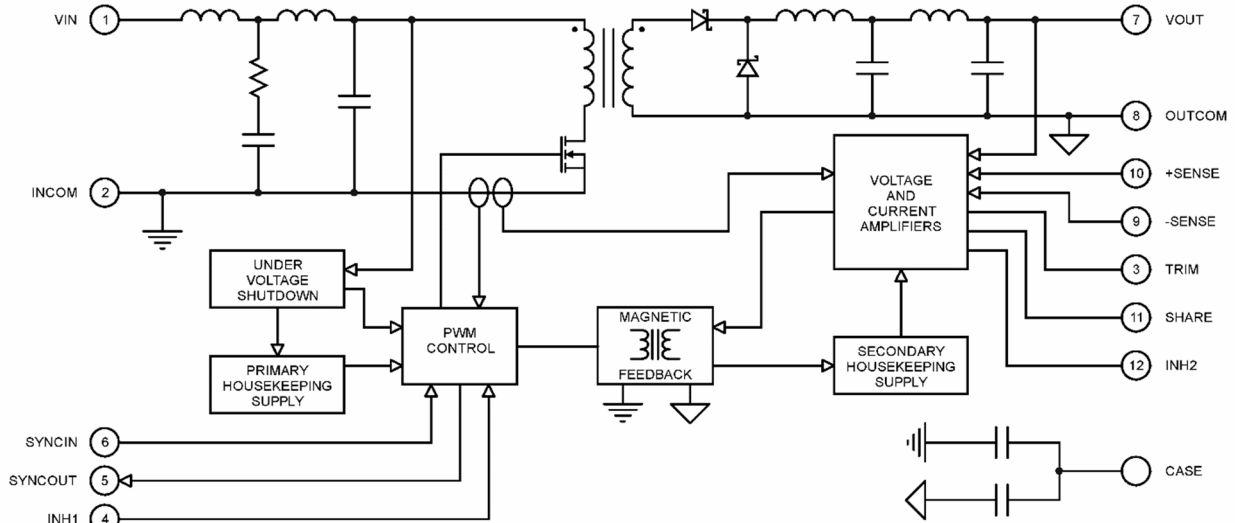 VIN 1
7 VOUT
8 OUTCOM
INCOM 2
VOLTAGE
AND
CURRENT
AMPLIFIERS
10 +SENSE
9 -SENSE
3 TRIM
11 SHARE
12 INH2
UNDER
VOLTAGE
SHUTDOWN
PWM
CONTROL
MAGNETIC
FEEDBACK
PRIMARY
HOUSEKEEPING
SUPPLY
SECONDARY
HOUSEKEEPING
SUPPLY
SYNCIN 6
SYNCOUT 5
INH1 4
CASE